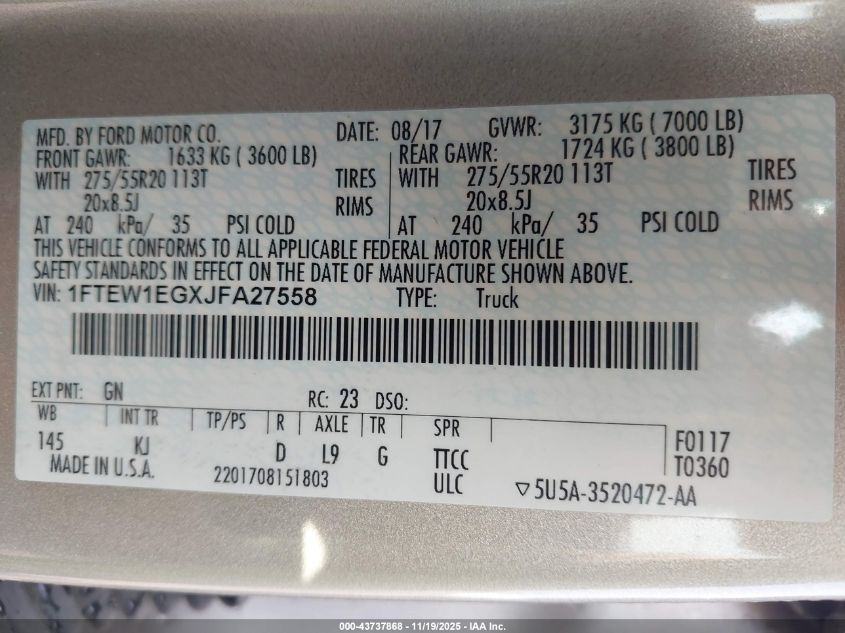 MFD. BY FORD MOTOR CO. DATE: 08/17 GVWR: 3175 KG ( 7000 LB)
FRONT GAWR: 1633 KG ( 3600 LB) REAR GAWR: 1724 KG ( 3800 LB)
WITH 275/55R20 113T TIRES WITH 275/55R20 113T TIRES
20x8.5J RIMS 20x8.5J RIMS
AT 240 kPa/ 35 PSI COLD AT 240 kPa/ 35 PSI COLD
THIS VEHICLE CONFORMS TO ALL APPLICABLE FEDERAL MOTOR VEHICLE
SAFETY STANDARDS IN EFFECT ON THE DATE OF MANUFACTURE SHOWN ABOVE.
VIN: 1FTEW1EGXJFA27558 TYPE: Truck
EXT PNT: GN RC: 23 DSO:
WB INT TR TP/PS R AXLE TR SPR
145 KJ D L9 G TTCC F0117
MADE IN U.S.A. 2201708151803 ULC ▽5U5A-3520472-AA T0360
000-43737868 - 11/19/2025 - IAA Inc.